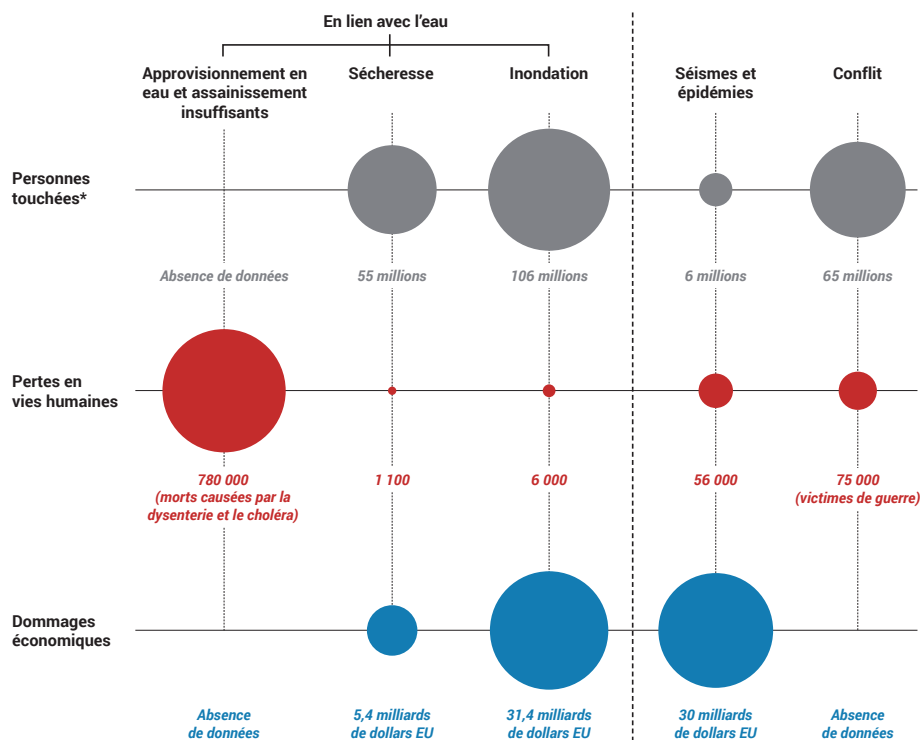 En lien avec l'eau
Approvisionnement en
eau et assainissement
insuffisants
Sécheresse
Inondation
Séismes et
épidémies
Conflit
Personnes
touchées*
Absence de données
55 millions
106 millions
6 millions
65 millions
Pertes en
vies humaines
780 000
(morts causées par la
dysenterie et le choléra)
1 100
6 000
56 000
75 000
(victimes de guerre)
Dommages
économiques
Absence
de données
5,4 milliards
de dollars EU
31,4 milliards
de dollars EU
30 milliards
de dollars EU
Absence
de données